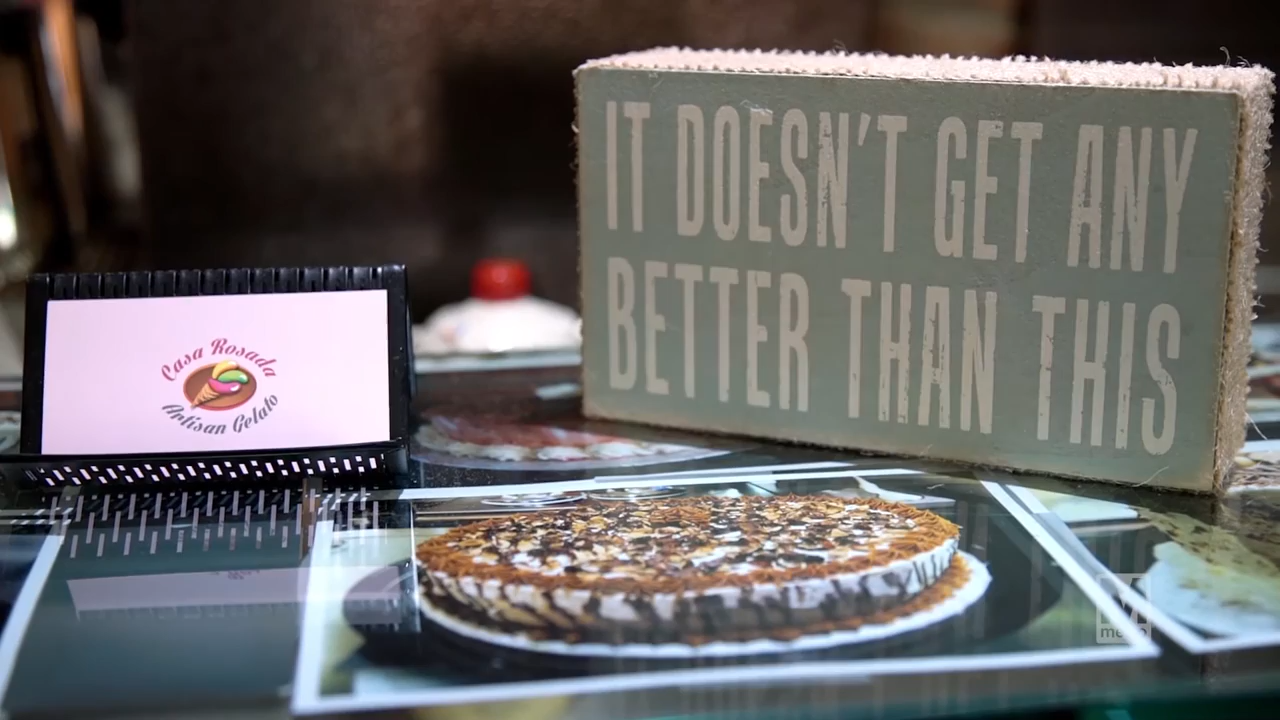 IT DOESN'T GET ANY
BETTER THAN THIS
Casa Rosada
Artisan Gelato